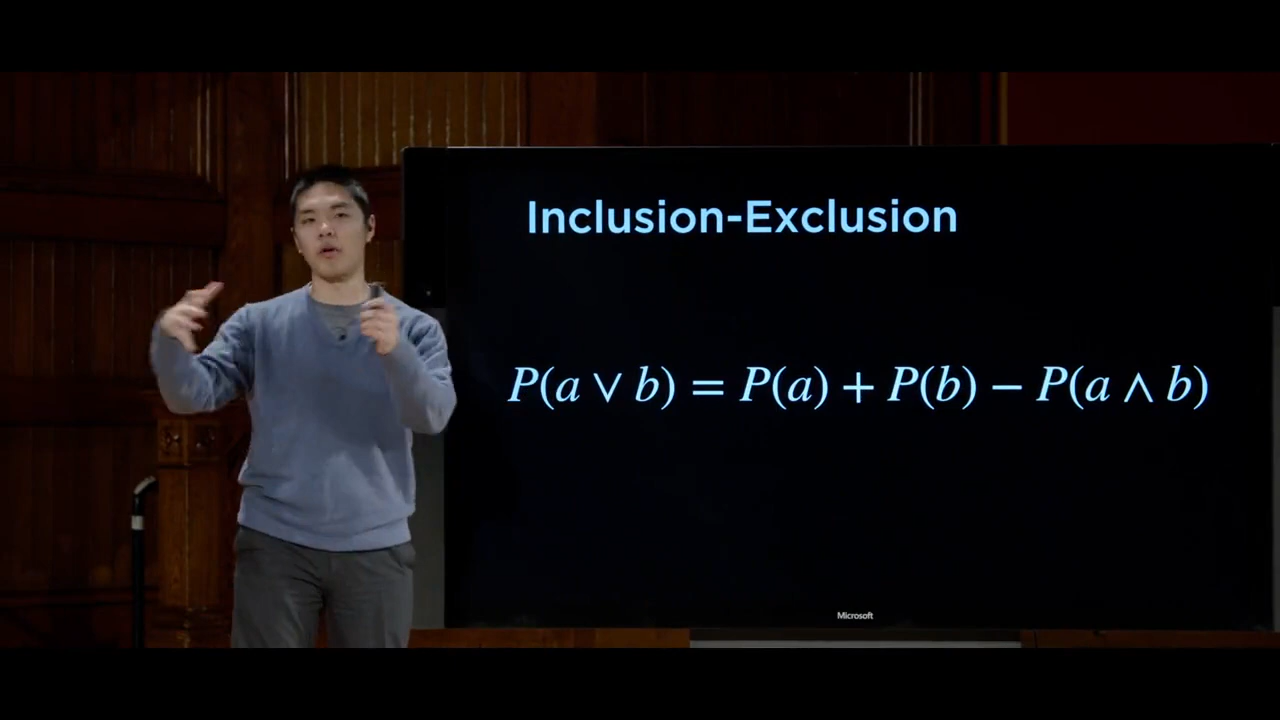 Inclusion-Exclusion
P(a ∨ b) = P(a) + P(b) − P(a ∧ b)
Microsoft